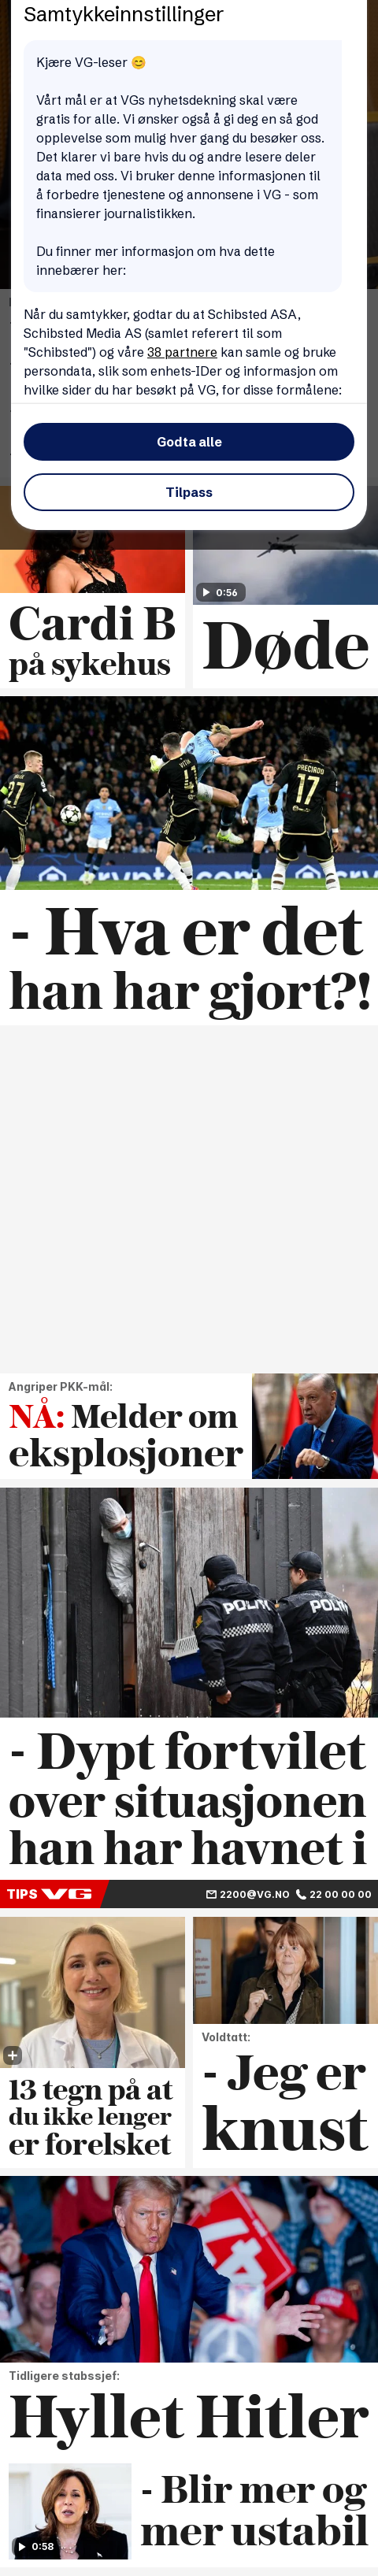 Samtykkeinnstillinger
Kjære VG-leser 😊
Vårt mål er at VGs nyhetsdekning skal være
gratis for alle. Vi ønsker også å gi deg en så god
opplevelse som mulig hver gang du besøker oss.
Det klarer vi bare hvis du og andre lesere deler
data med oss. Vi bruker denne informasjonen til
å forbedre tjenestene og annonsene i VG - som
finansierer journalistikken.
Du finner mer informasjon om hva dette
innebærer her:
Når du samtykker, godtar du at Schibsted ASA,
Schibsted Media AS (samlet referert til som
"Schibsted") og våre 38 partnere kan samle og bruke
persondata, slik som enhets-IDer og informasjon om
hvilke sider du har besøkt på VG, for disse formålene:
Godta alle
Tilpass
0:56
Cardi B
på sykehus
Døde
VITIK
PRECIADO
17
- Hva er det
han har gjort?!
Angriper PKK-mål:
NÅ: Melder om
eksplosjoner
POLITI
POLITI
- Dypt fortvilet
over situasjonen
han har havnet i
TIPS VG
2200@VG.NO
22 00 00 00
13 tegn på at
du ikke lenger
er forelsket
Voldtatt:
- Jeg er
knust
Tidligere stabssjef:
Hyllet Hitler
0:58
- Blir mer og
mer ustabil